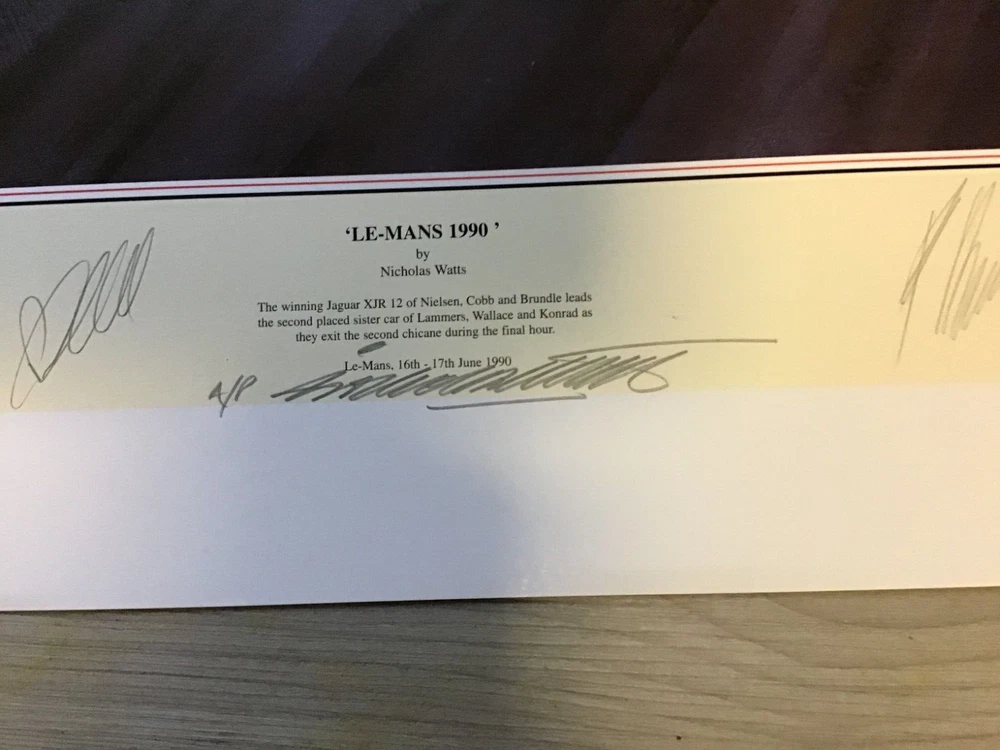 ‘LE-MANS 1990 ’
by
Nicholas Watts
The winning Jaguar XJR 12 of Nielsen, Cobb and Brundle leads
the second placed sister car of Lammers, Wallace and Konrad as
they exit the second chicane during the final hour.
Le-Mans, 16th - 17th June 1990
A/P